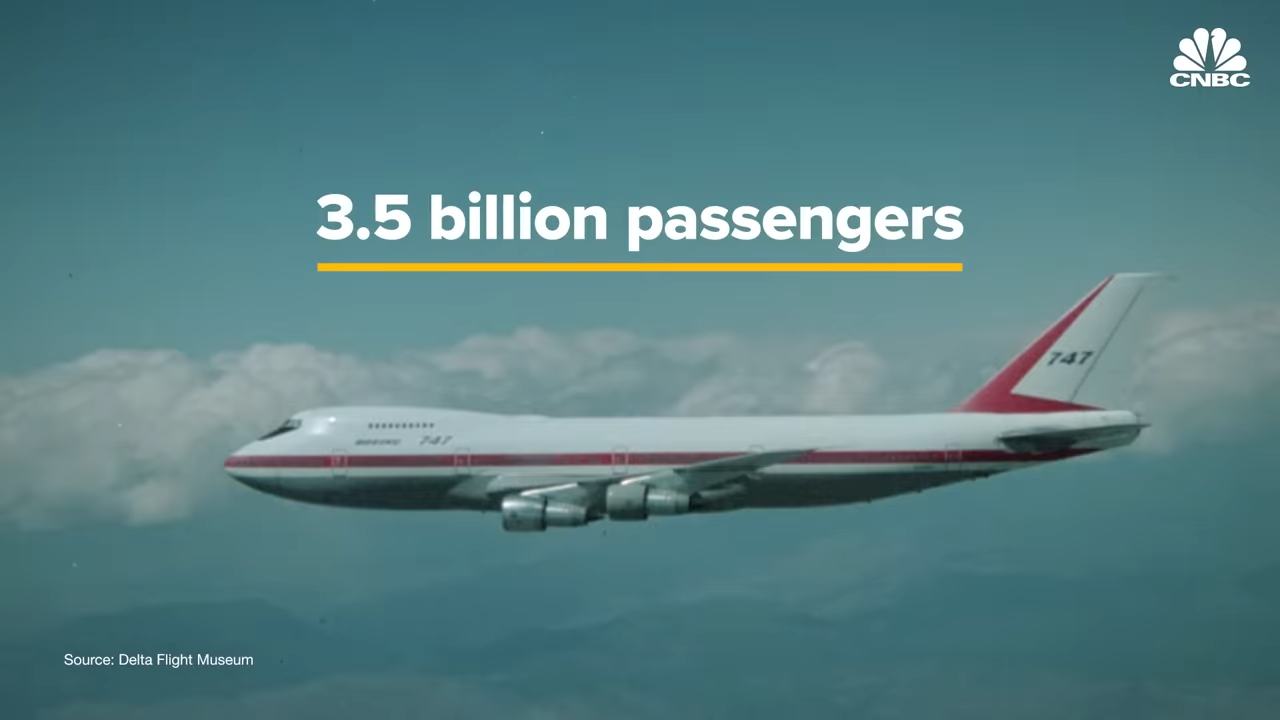 CNBC
3.5 billion passengers
747
BOEING 747
Source: Delta Flight Museum